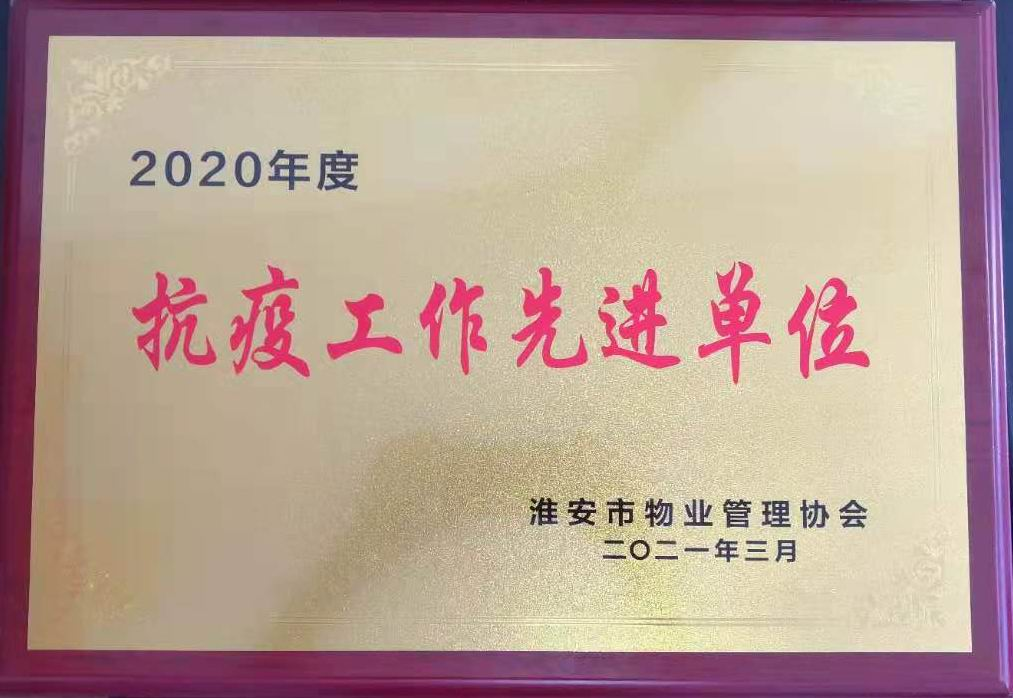 2020年度
抗疫工作先进单位
淮安市物业管理协会
二〇二一年三月